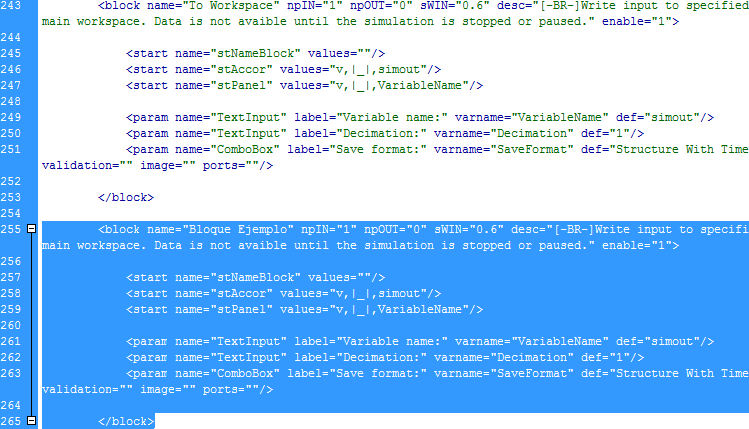 243 <block name="To Workspace" npIN="1" npOUT="0" sWIN="0.6" desc="[-BR-]Write input to specified
main workspace. Data is not avaible until the simulation is stopped or paused." enable="1">
244
245 <start name="stNameBlock" values=""/>
246 <start name="stAccor" values="v,|_|,simout"/>
247 <start name="stPanel" values="v,|_|,VariableName"/>
248
249 <param name="TextInput" label="Variable name:" varname="VariableName" def="simout"/>
250 <param name="TextInput" label="Decimation:" varname="Decimation" def="1"/>
251 <param name="ComboBox" label="Save format:" varname="SaveFormat" def="Structure With Time
validation="" image="" ports=""/>
252
253 </block>
254
255 <block name="Bloque Ejemplo" npIN="1" npOUT="0" sWIN="0.6" desc="[-BR-]Write input to specifi
main workspace. Data is not avaible until the simulation is stopped or paused." enable="1">
256
257 <start name="stNameBlock" values=""/>
258 <start name="stAccor" values="v,|_|,simout"/>
259 <start name="stPanel" values="v,|_|,VariableName"/>
260
261 <param name="TextInput" label="Variable name:" varname="VariableName" def="simout"/>
262 <param name="TextInput" label="Decimation:" varname="Decimation" def="1"/>
263 <param name="ComboBox" label="Save format:" varname="SaveFormat" def="Structure With Time
validation="" image="" ports=""/>
264
265 </block>